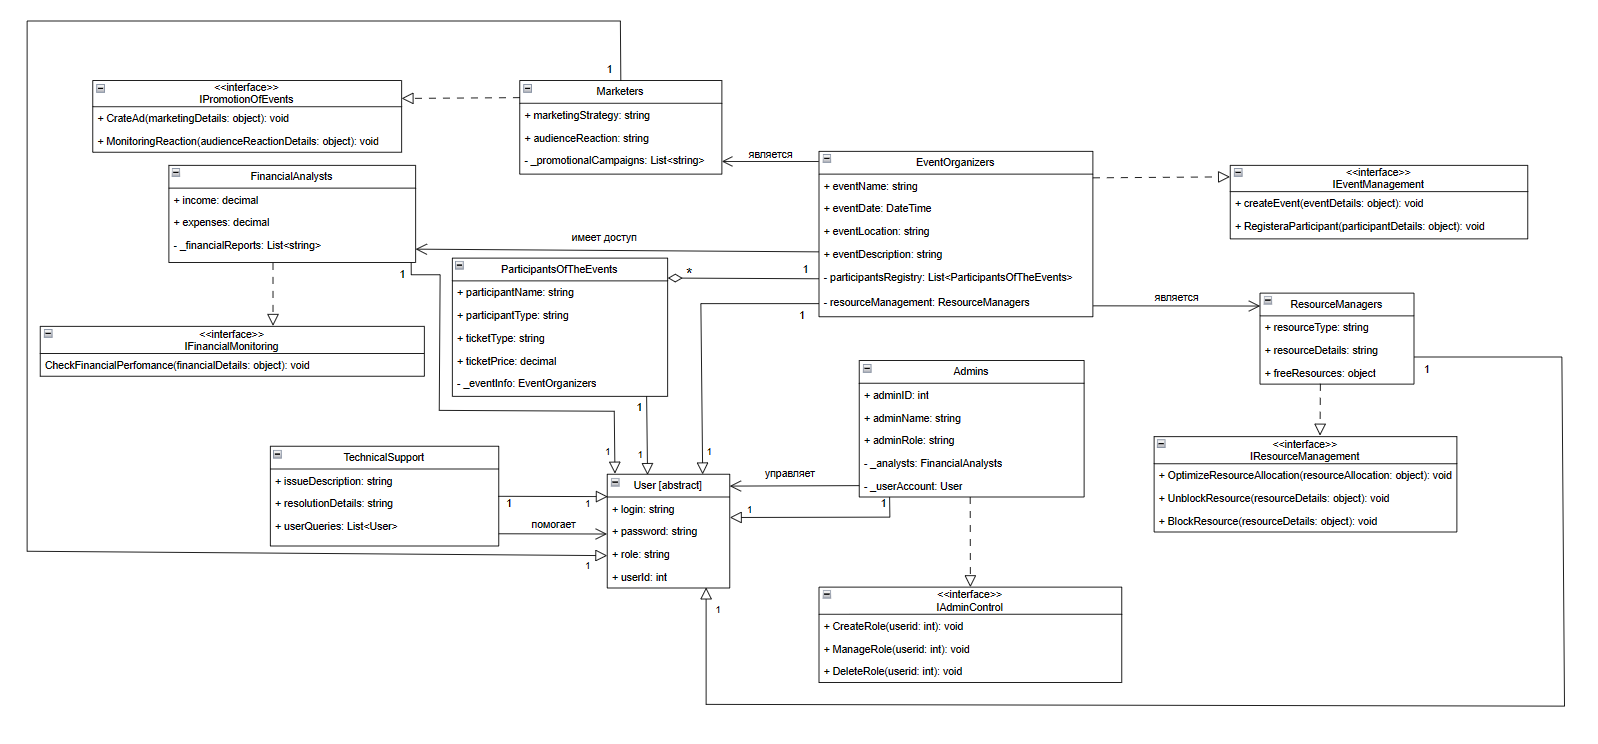 1
<<interface>>
IPromotionOfEvents
+ CrateAd(marketingDetails: object): void
+ MonitoringReaction(audienceReactionDetails: object): void
Marketers
+ marketingStrategy: string
+ audienceReaction: string
- _promotionalCampaigns: List<string>
является
EventOrganizers
+ eventName: string
+ eventDate: DateTime
+ eventLocation: string
+ eventDescription: string
- participantsRegistry: List<ParticipantsOfTheEvents>
- resourceManagement: ResourceManagers
<<interface>>
IEventManagement
+ createEvent(eventDetails: object): void
+ RegisteraParticipant(participantDetails: object): void
FinancialAnalysts
+ income: decimal
+ expenses: decimal
- _financialReports: List<string>
имеет доступ
1
*
1
1
ParticipantsOfTheEvents
+ participantName: string
+ participantType: string
+ ticketType: string
+ ticketPrice: decimal
- _eventInfo: EventOrganizers
является
ResourceManagers
+ resourceType: string
+ resourceDetails: string
+ freeResources: object
1
<<interface>>
IFinancialMonitoring
CheckFinancialPerfomance(financialDetails: object): void
Admins
+ adminID: int
+ adminName: string
+ adminRole: string
- _analysts: FinancialAnalysts
- _userAccount: User
1
1
1
1
управляет
<<interface>>
IResourceManagement
+ OptimizeResourceAllocation(resourceAllocation: object): void
+ UnblockResource(resourceDetails: object): void
+ BlockResource(resourceDetails: object): void
TechnicalSupport
+ issueDescription: string
+ resolutionDetails: string
+ userQueries: List<User>
1
1
помогает
User [abstract]
+ login: string
+ password: string
+ role: string
+ userId: int
1
1
1
1
<<interface>>
IAdminControl
+ CreateRole(userid: int): void
+ ManageRole(userid: int): void
+ DeleteRole(userid: int): void